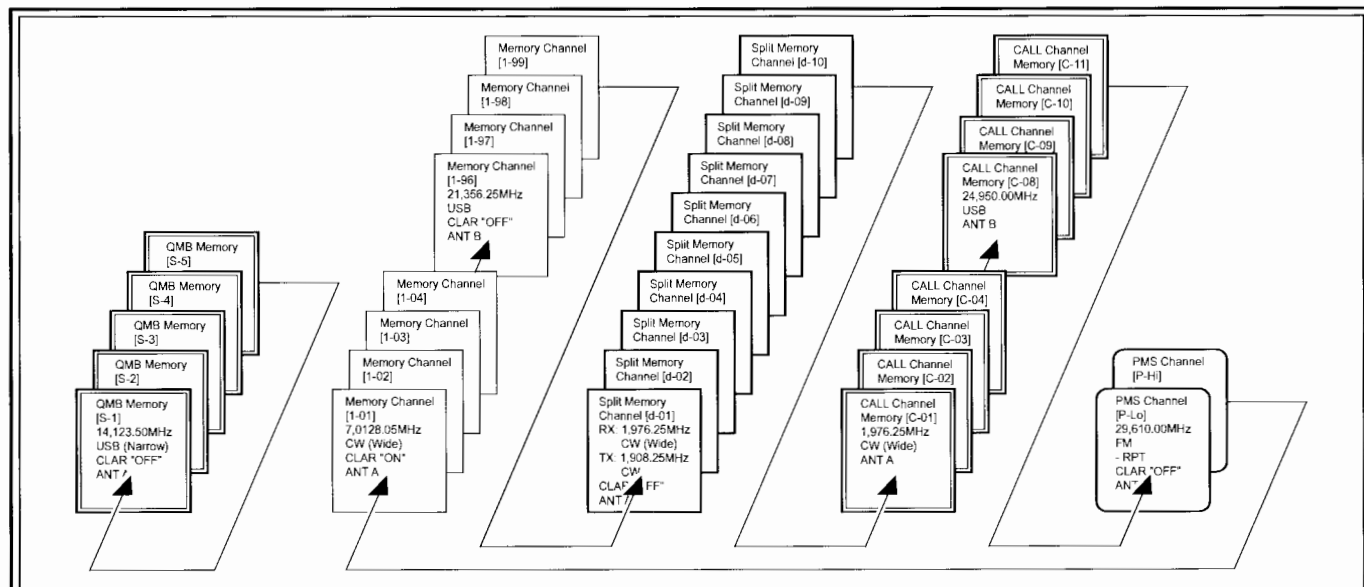 QMB Memory
[S-5]
QMB Memory
[S-4]
QMB Memory
[S-3]
QMB Memory
[S-2]
QMB Memory
[S-1]
14,123.50MHz
USB (Narrow)
CLAR "OFF"
ANT A
Memory Channel
[1-99]
Memory Channel
[1-98]
Memory Channel
[1-97]
Memory Channel
[1-96]
21,356.25MHz
USB
CLAR "OFF"
ANT B
Memory Channel
[1-04]
Memory Channel
[1-03]
Memory Channel
[1-02]
Memory Channel
[1-01]
7,0128.05MHz
CW (Wide)
CLAR "ON"
ANT A
Split Memory
Channel [d-10]
Split Memory
Channel [d-09]
Split Memory
Channel [d-08]
Split Memory
Channel [d-07]
Split Memory
Channel [d-06]
Split Memory
Channel [d-05]
Split Memory
Channel [d-04]
Split Memory
Channel [d-03]
Split Memory
Channel [d-02]
Split Memory
Channel [d-01]
RX: 1,976.25MHz
CW (Wide)
TX: 1,908.25MHz
CW
CLAR "OFF"
ANT A
CALL Channel
Memory [C-11]
CALL Channel
Memory [C-10]
CALL Channel
Memory [C-09]
CALL Channel
Memory [C-08]
24,950.00MHz
USB
ANT B
CALL Channel
Memory [C-04]
CALL Channel
Memory [C-03]
CALL Channel
Memory [C-02]
CALL Channel
Memory [C-01]
1,976.25MHz
CW (Wide)
ANT A
PMS Channel
[P-Hi]
PMS Channel
[P-Lo]
29,610.00MHz
FM
- RPT
CLAR "OFF"
ANT